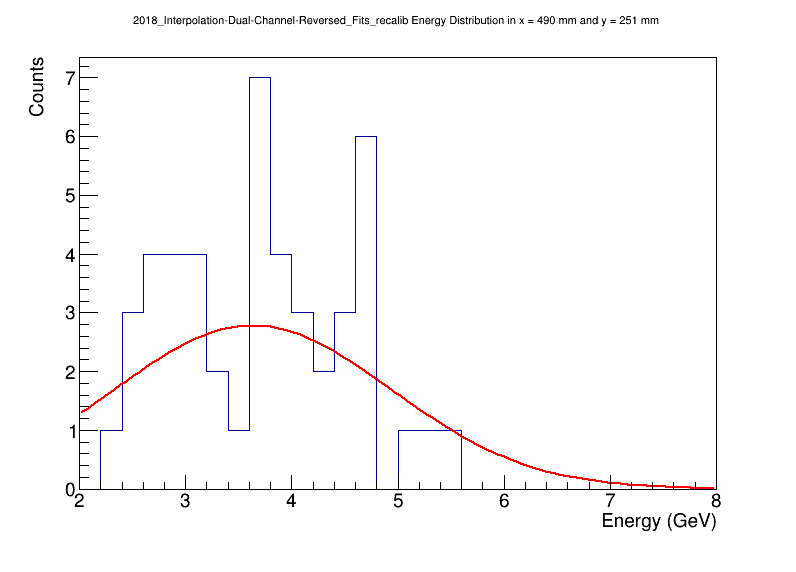 2018_Interpolation-Dual-Channel-Reversed_Fits_recalib Energy Distribution in x = 490 mm and y = 251 mm
Counts
7
6
5
4
3
2
1
0
2 3 4 5 6 7 8
Energy (GeV)